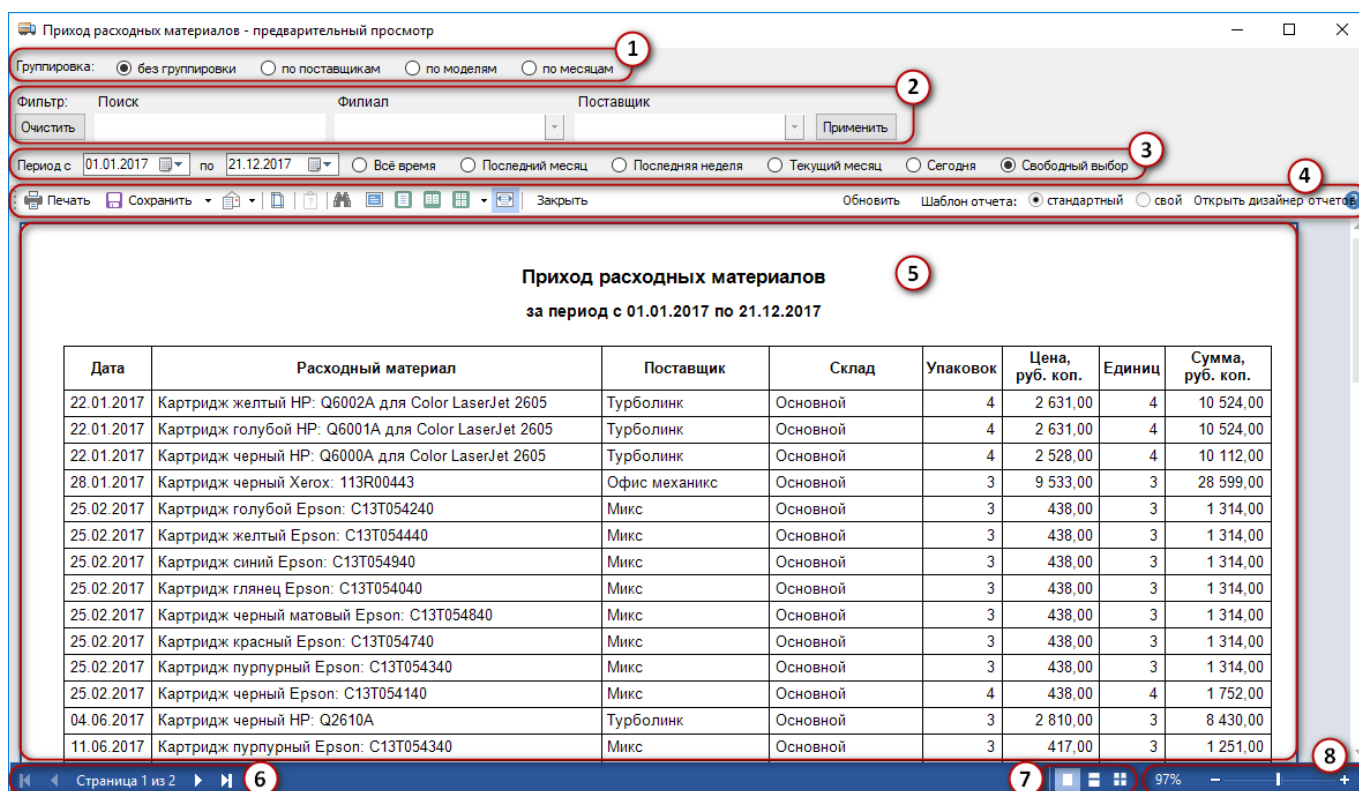 Приход расходных материалов - предварительный просмотр
1
Группировка: без группировки по поставщикам по моделям по месяцам
2
Фильтр: Поиск Филиал Поставщик
Очистить Применить
3
Период с 01.01.2017 по 21.12.2017 Всё время Последний месяц Последняя неделя Текущий месяц Сегодня Свободный выбор
4
Печать Сохранить Закрыть Обновить Шаблон отчета: стандартный свой Открыть дизайнер отчетов
Приход расходных материалов 5
за период с 01.01.2017 по 21.12.2017
Дата Расходный материал Поставщик Склад Упаковок Цена, руб. коп. Единиц Сумма, руб. коп.
22.01.2017 Картридж желтый HP: Q6002A для Color LaserJet 2605 Турболинк Основной 4 2 631,00 4 10 524,00
22.01.2017 Картридж голубой HP: Q6001A для Color LaserJet 2605 Турболинк Основной 4 2 631,00 4 10 524,00
22.01.2017 Картридж черный HP: Q6000A для Color LaserJet 2605 Турболинк Основной 4 2 528,00 4 10 112,00
28.01.2017 Картридж черный Xerox: 113R00443 Офис механикс Основной 3 9 533,00 3 28 599,00
25.02.2017 Картридж голубой Epson: C13T054240 Микс Основной 3 438,00 3 1 314,00
25.02.2017 Картридж желтый Epson: C13T054440 Микс Основной 3 438,00 3 1 314,00
25.02.2017 Картридж синий Epson: C13T054940 Микс Основной 3 438,00 3 1 314,00
25.02.2017 Картридж глянец Epson: C13T054040 Микс Основной 3 438,00 3 1 314,00
25.02.2017 Картридж черный матовый Epson: C13T054840 Микс Основной 3 438,00 3 1 314,00
25.02.2017 Картридж красный Epson: C13T054740 Микс Основной 3 438,00 3 1 314,00
25.02.2017 Картридж пурпурный Epson: C13T054340 Микс Основной 3 438,00 3 1 314,00
25.02.2017 Картридж черный Epson: C13T054140 Микс Основной 4 438,00 4 1 752,00
04.06.2017 Картридж черный HP: Q2610A Турболинк Основной 3 2 810,00 3 8 430,00
11.06.2017 Картридж пурпурный Epson: C13T054340 Микс Основной 3 417,00 3 1 251,00
8
Страница 1 из 2 6 7 97%